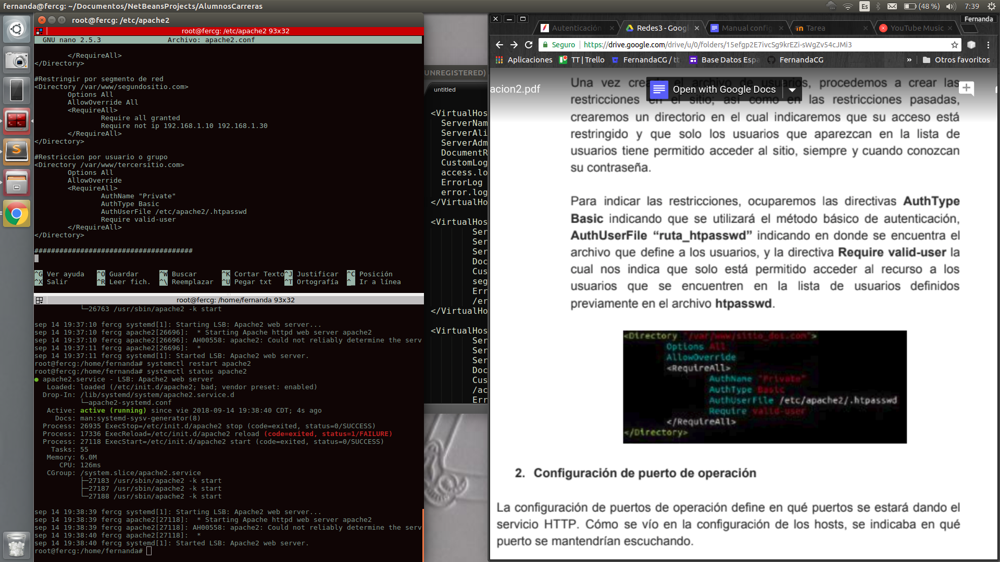 fernanda@fercg: ~/Documentos/NetBeansProjects/AlumnosCarreras
Es
(48 %)
7:39
root@fercg: /etc/apache2
root@fercg: /etc/apache2 93x32
GNU nano 2.5.3 Archivo: apache2.conf
</RequireAll>
</Directory>
#Restringir por segmento de red
<Directory /var/www/segundositio.com>
Options All
AllowOverride All
<RequireAll>
Require all granted
Require not ip 192.168.1.10 192.168.1.30
</RequireAll>
</Directory>
#Restriccion por usuario o grupo
<Directory /var/www/tercersitio.com>
Options All
AllowOverride
<RequireAll>
AuthName "Private"
AuthType Basic
AuthUserFile /etc/apache2/.htpasswd
Require valid-user
</RequireAll>
</Directory>
######################################
^G Ver ayuda ^O Guardar ^W Buscar ^K Cortar Texto ^J Justificar ^C Posición
^X Salir ^R Leer fich. ^\ Reemplazar ^U Pegar txt ^T Ortografía ^_ Ir a línea
root@fercg: /home/fernanda 93x32
└─26763 /usr/sbin/apache2 -k start
sep 14 19:37:10 fercg systemd[1]: Starting LSB: Apache2 web server...
sep 14 19:37:10 fercg apache2[26696]:  * Starting Apache httpd web server apache2
sep 14 19:37:10 fercg apache2[26696]: AH00558: apache2: Could not reliably determine the serv
sep 14 19:37:11 fercg apache2[26696]:  *
sep 14 19:37:11 fercg systemd[1]: Started LSB: Apache2 web server.
root@fercg:/home/fernanda# systemctl restart apache2
root@fercg:/home/fernanda# systemctl status apache2
● apache2.service - LSB: Apache2 web server
Loaded: loaded (/etc/init.d/apache2; bad; vendor preset: enabled)
Drop-In: /lib/systemd/system/apache2.service.d
└─apache2-systemd.conf
Active: active (running) since vie 2018-09-14 19:38:40 CDT; 4s ago
Docs: man:systemd-sysv-generator(8)
Process: 26935 ExecStop=/etc/init.d/apache2 stop (code=exited, status=0/SUCCESS)
Process: 17336 ExecReload=/etc/init.d/apache2 reload (code=exited, status=1/FAILURE)
Process: 27118 ExecStart=/etc/init.d/apache2 start (code=exited, status=0/SUCCESS)
Tasks: 55
Memory: 6.0M
CPU: 126ms
CGroup: /system.slice/apache2.service
├─27183 /usr/sbin/apache2 -k start
├─27187 /usr/sbin/apache2 -k start
└─27188 /usr/sbin/apache2 -k start
sep 14 19:38:39 fercg systemd[1]: Starting LSB: Apache2 web server...
sep 14 19:38:39 fercg apache2[27118]:  * Starting Apache httpd web server apache2
sep 14 19:38:39 fercg apache2[27118]: AH00558: apache2: Could not reliably determine the serv
sep 14 19:38:40 fercg apache2[27118]:  *
sep 14 19:38:40 fercg systemd[1]: Started LSB: Apache2 web server.
root@fercg:/home/fernanda#
UNREGISTERED)
untitled
<VirtualHos
ServerNam
ServerAli
ServerAdm
DocumentR
CustomLog
access.lo
ErrorLog
error.log
</VirtualHo
<VirtualHos
Ser
Ser
Ser
Doc
Cus
seg
Err
/er
</VirtualHo
<VirtualHos
Ser
Ser
Ser
Doc
Cus
/ac
Err
Fernanda
Autenticación
Redes3 - Googl
Manual config
Tarea
YouTube Music
Seguro https://drive.google.com/drive/u/0/folders/15efgp2E7ivcSg9krEZi-sWgZv54cJMi3
Aplicaciones TT | Trello FernandaCG / tt Base Datos Espa FernandaCG » Otros favoritos
acion2.pdf
Open with Google Docs
Una vez creado el archivo de usuarios, procedemos a crear las
restricciones en el sitio; así como en las restricciones pasadas,
crearemos un directorio en el cual indicaremos que su acceso está
restringido y que solo los usuarios que aparezcan en la lista de
usuarios tiene permitido acceder al sitio, siempre y cuando conozcan
su contraseña.
Para indicar las restricciones, ocuparemos las directivas AuthType
Basic indicando que se utilizará el método básico de autenticación,
AuthUserFile “ruta_htpasswd” indicando en donde se encuentra el
archivo que define a los usuarios, y la directiva Require valid-user la
cual nos indica que solo está permitido acceder al recurso a los
usuarios que se encuentren en la lista de usuarios definidos
previamente en el archivo htpasswd.
<Directory "/var/www/sitio_dos.com">
Options All
AllowOverride
<RequireAll>
AuthName "Private"
AuthType Basic
AuthUserFile /etc/apache2/.htpasswd
Require valid-user
</RequireAll>
</Directory>
2. Configuración de puerto de operación
La configuración de puertos de operación define en qué puertos se estará dando el
servicio HTTP. Cómo se vío en la configuración de los hosts, se indicaba en qué
puerto se mantendrían escuchando.